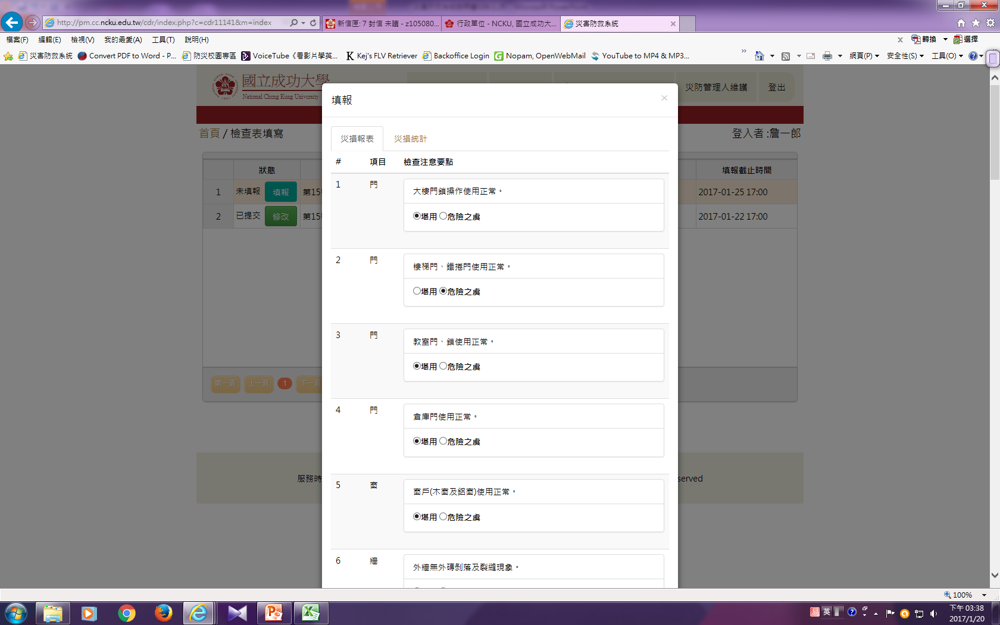 http://pm.cc.ncku.edu.tw/cdr/index.php?c=cdr11141&m=index
新信匣: 7 封信 未讀 - z105080...
行政單位 - NCKU, 國立成功大...
災害防救系統
檔案(F) 編輯(E) 檢視(V) 我的最愛(A) 工具(T) 說明(H)
轉換 選擇
災害防救系統 Convert PDF to Word - P... 防災校園專區 VoiceTube《看影片學英... Kej's FLV Retriever Backoffice Login Nopam, OpenWebMail YouTube to MP4 & MP3...
網頁(P) 安全性(S) 工具(O)
國立成功大學
National Cheng Kung University
災防管理人維護 登出
首頁 / 檢查表填寫
登入者 :詹一郎
狀態 填報截止時間
1 未填報 填報 第15 2017-01-25 17:00
2 已提交 修改 第15 2017-01-22 17:00
第一頁 上一頁 1 下一頁
服務時
served
填報 ×
災損報表 災損統計
# 項目 檢查注意要點
1 門 大樓門鎖操作使用正常。
堪用 危險之虞
2 門 樓梯門、鐵捲門使用正常。
堪用 危險之虞
3 門 教室門、鎖使用正常。
堪用 危險之虞
4 門 倉庫門使用正常。
堪用 危險之虞
5 窗 窗戶(木窗及鋁窗)使用正常。
堪用 危險之虞
6 牆 外牆無外磚剝落及裂縫現象。
100%
英
下午 03:38
2017/1/20